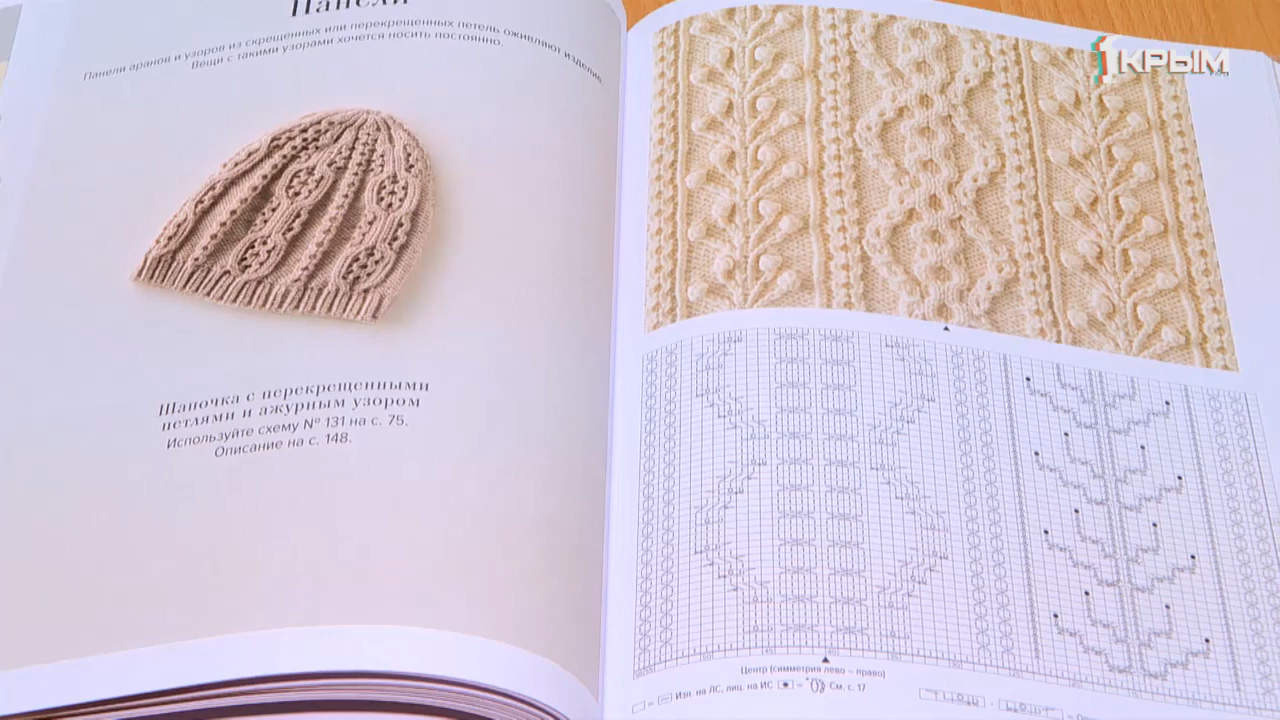 Панели
Панели аранов и узоров из скрещенных или перекрещенных петель оживляют изделие.
Вещи с такими узорами хочется носить постоянно.
Шапочка с перекрещенными
петлями и ажурным узором
Используйте схему № 131 на с. 75,
Описание на с. 148.
1КРЫМ
Центр (симметрия лево – право)
= Изн. на ЛС, лиц. на ИС = См. с. 17